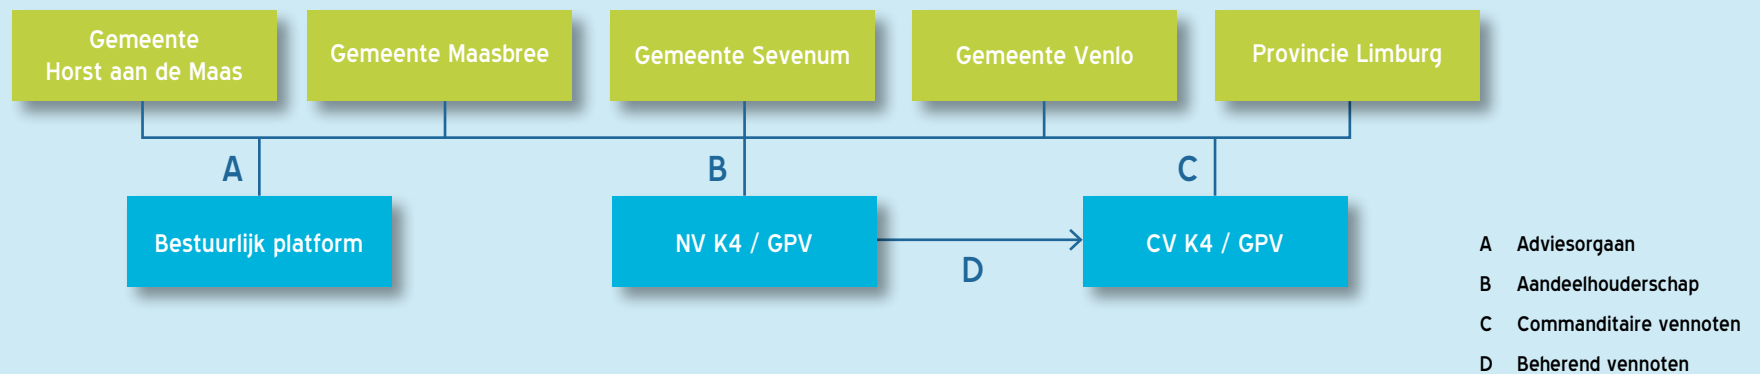 Gemeente
Horst aan de Maas
Gemeente Maasbree
Gemeente Sevenum
Gemeente Venlo
Provincie Limburg
A
B
C
Bestuurlijk platform
NV K4 / GPV
D
CV K4 / GPV
A Adviesorgaan
B Aandeelhouderschap
C Commanditaire vennoten
D Beherend vennoten